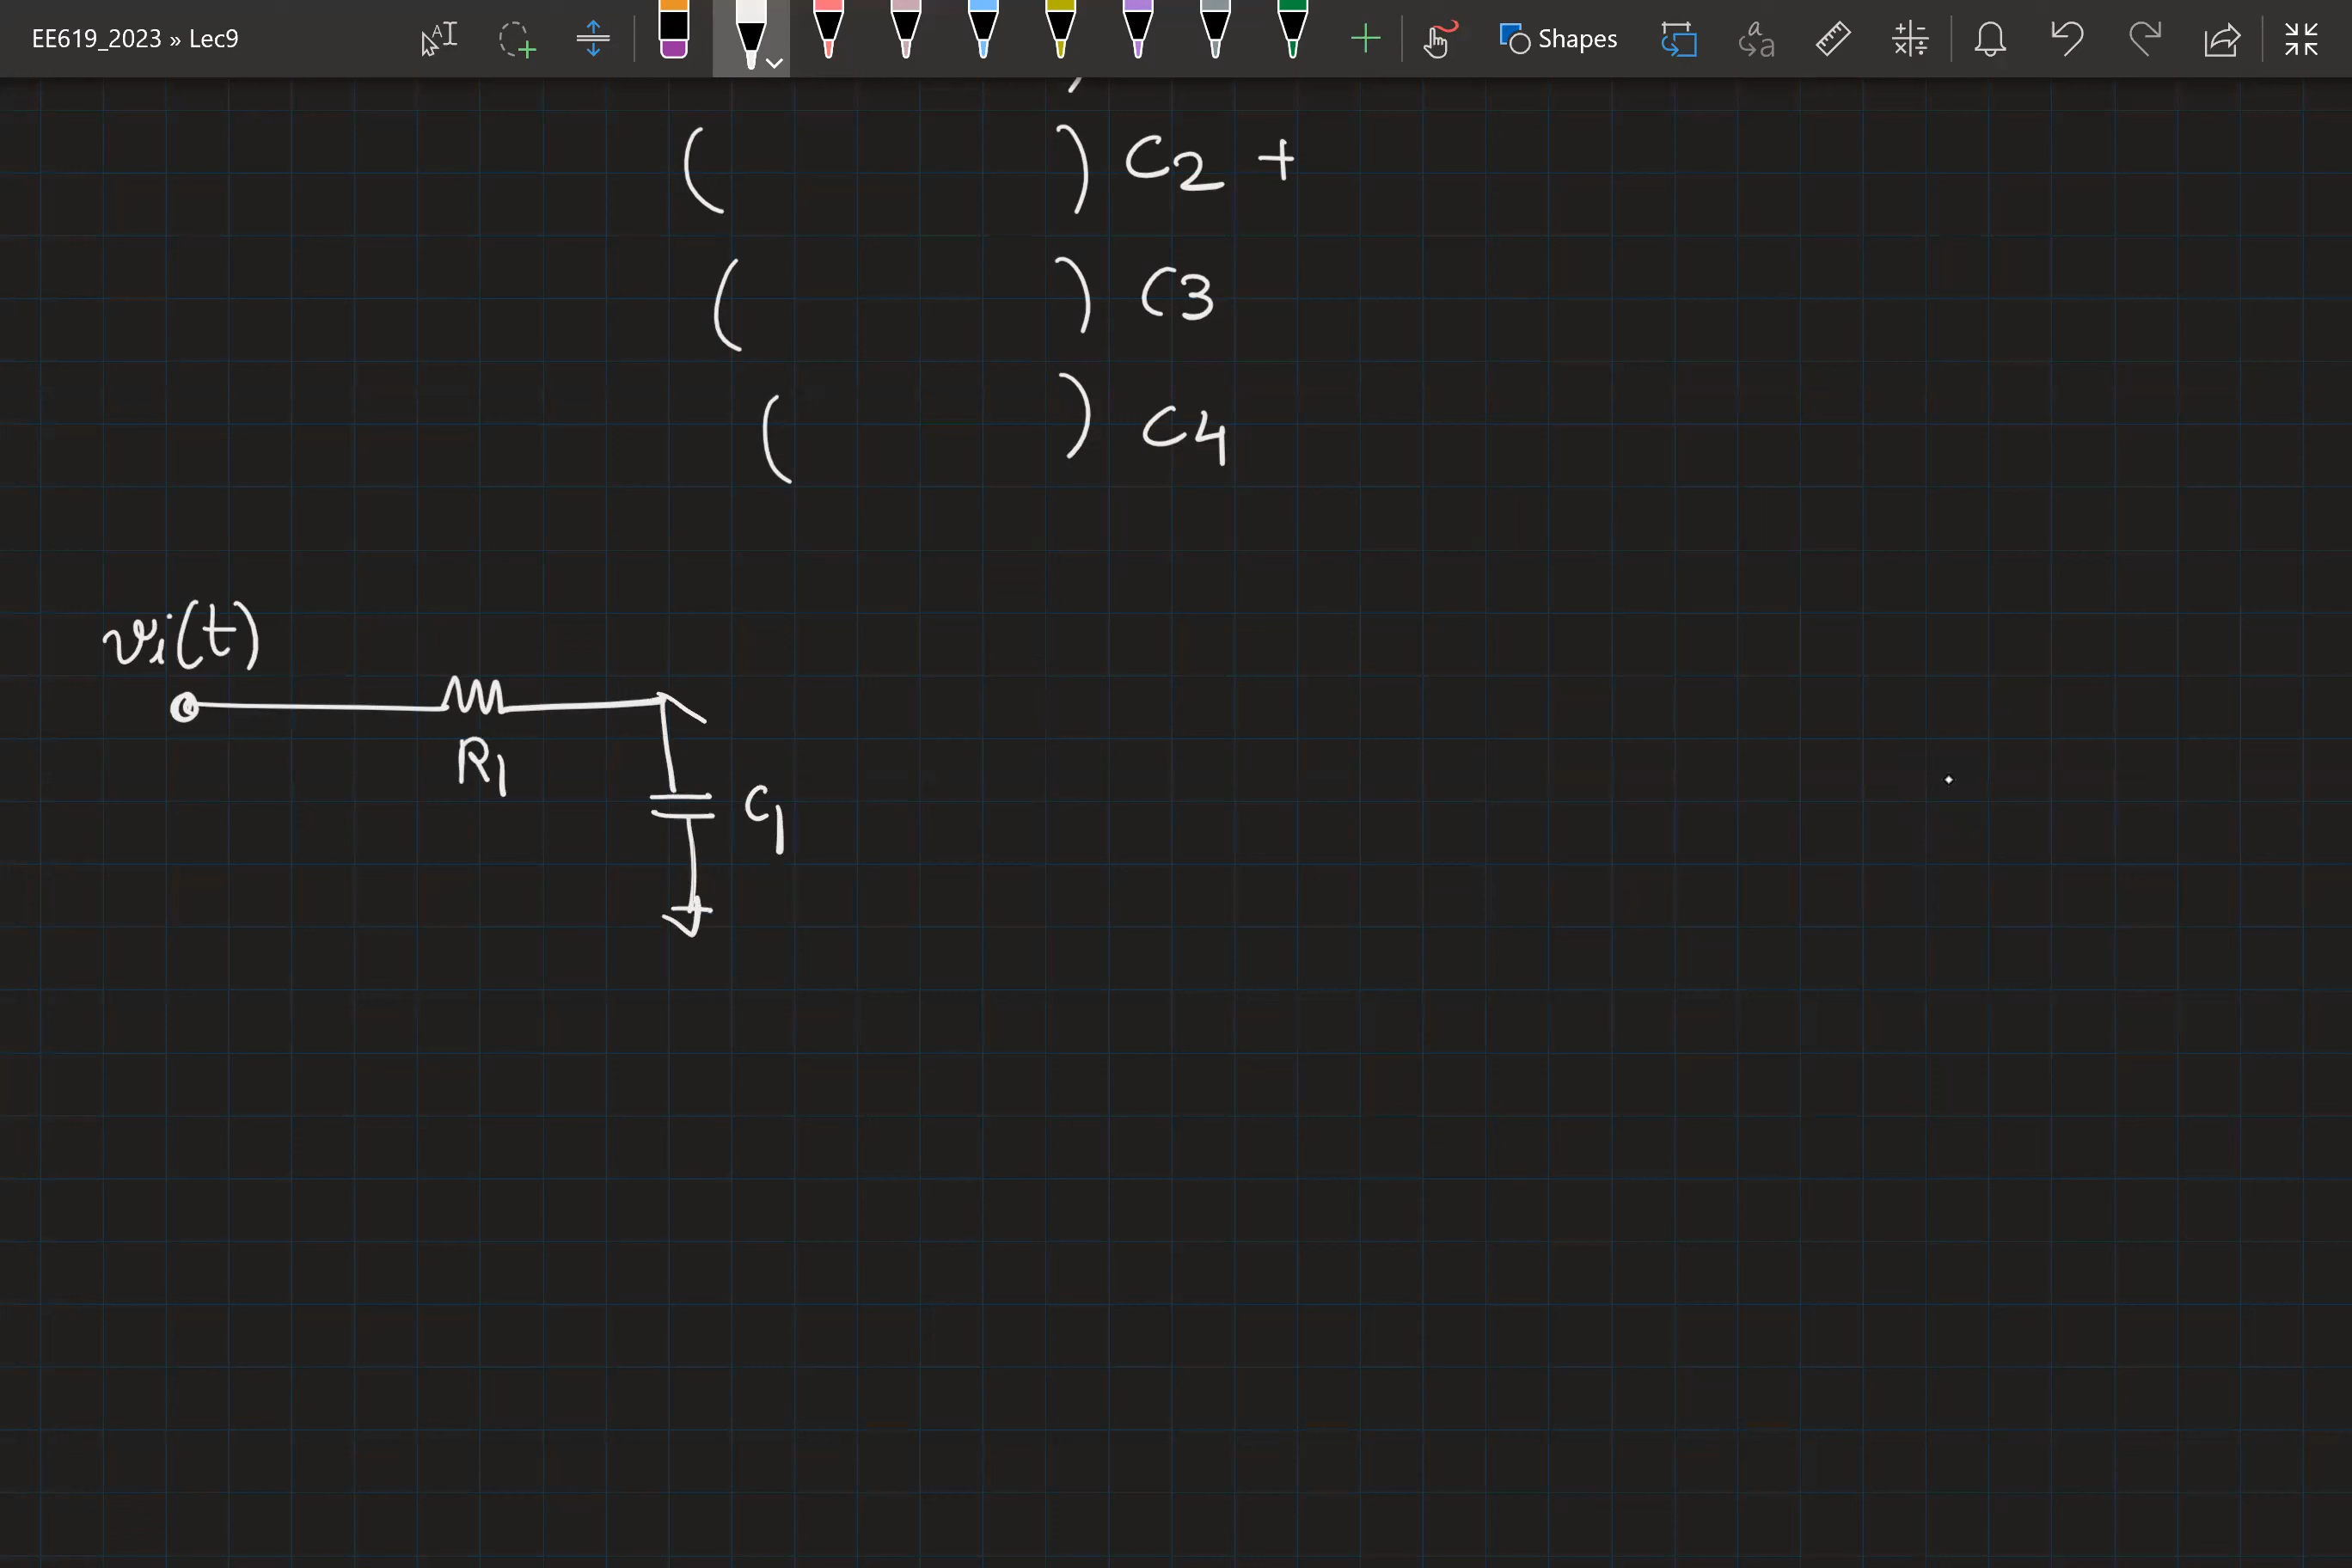 EE619_2023 » Lec9
Shapes
( ) C2 +
( ) C3
( ) C4
vi(t)
R1
C1